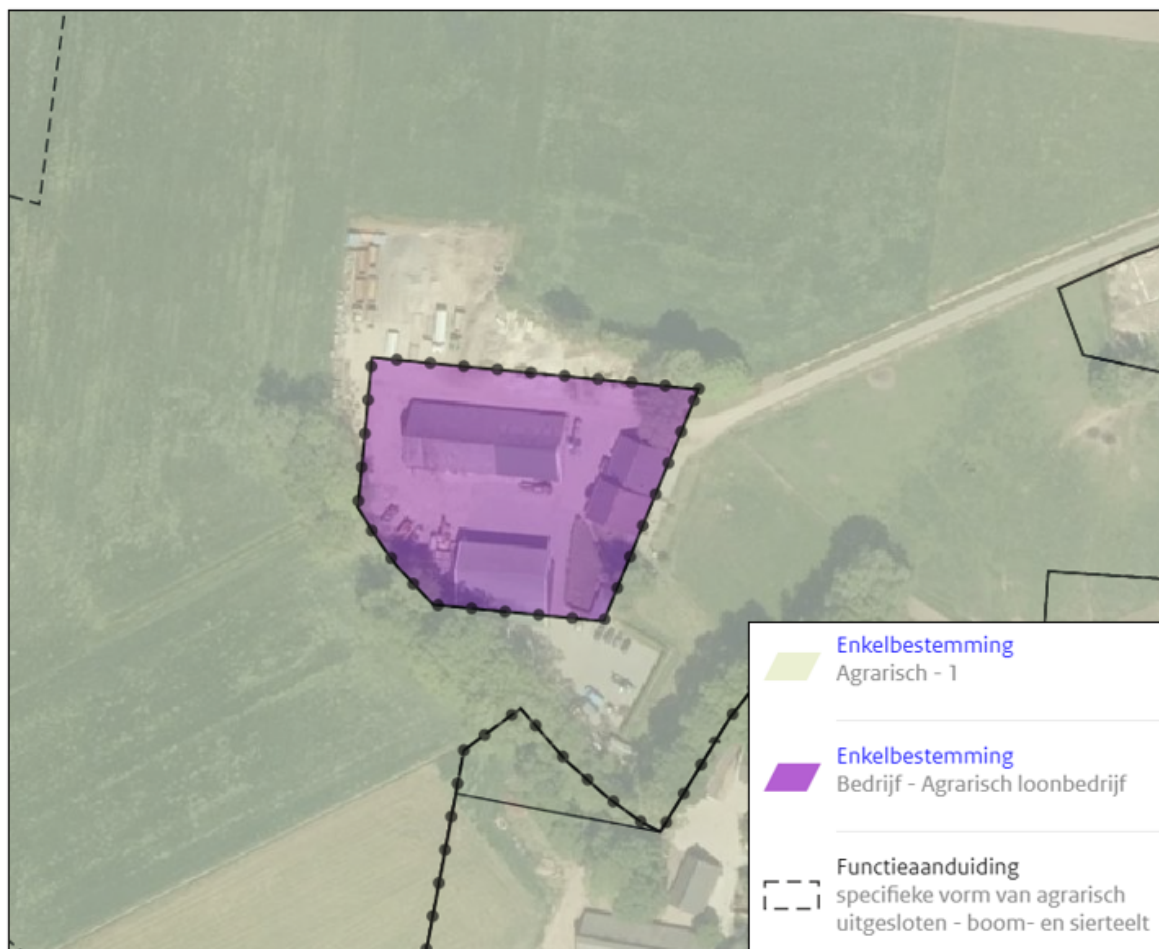 Enkelbestemming
Agrarisch - 1
Enkelbestemming
Bedrijf - Agrarisch loonbedrijf
Functieaanduiding
specifieke vorm van agrarisch
uitgesloten - boom- en sierteelt